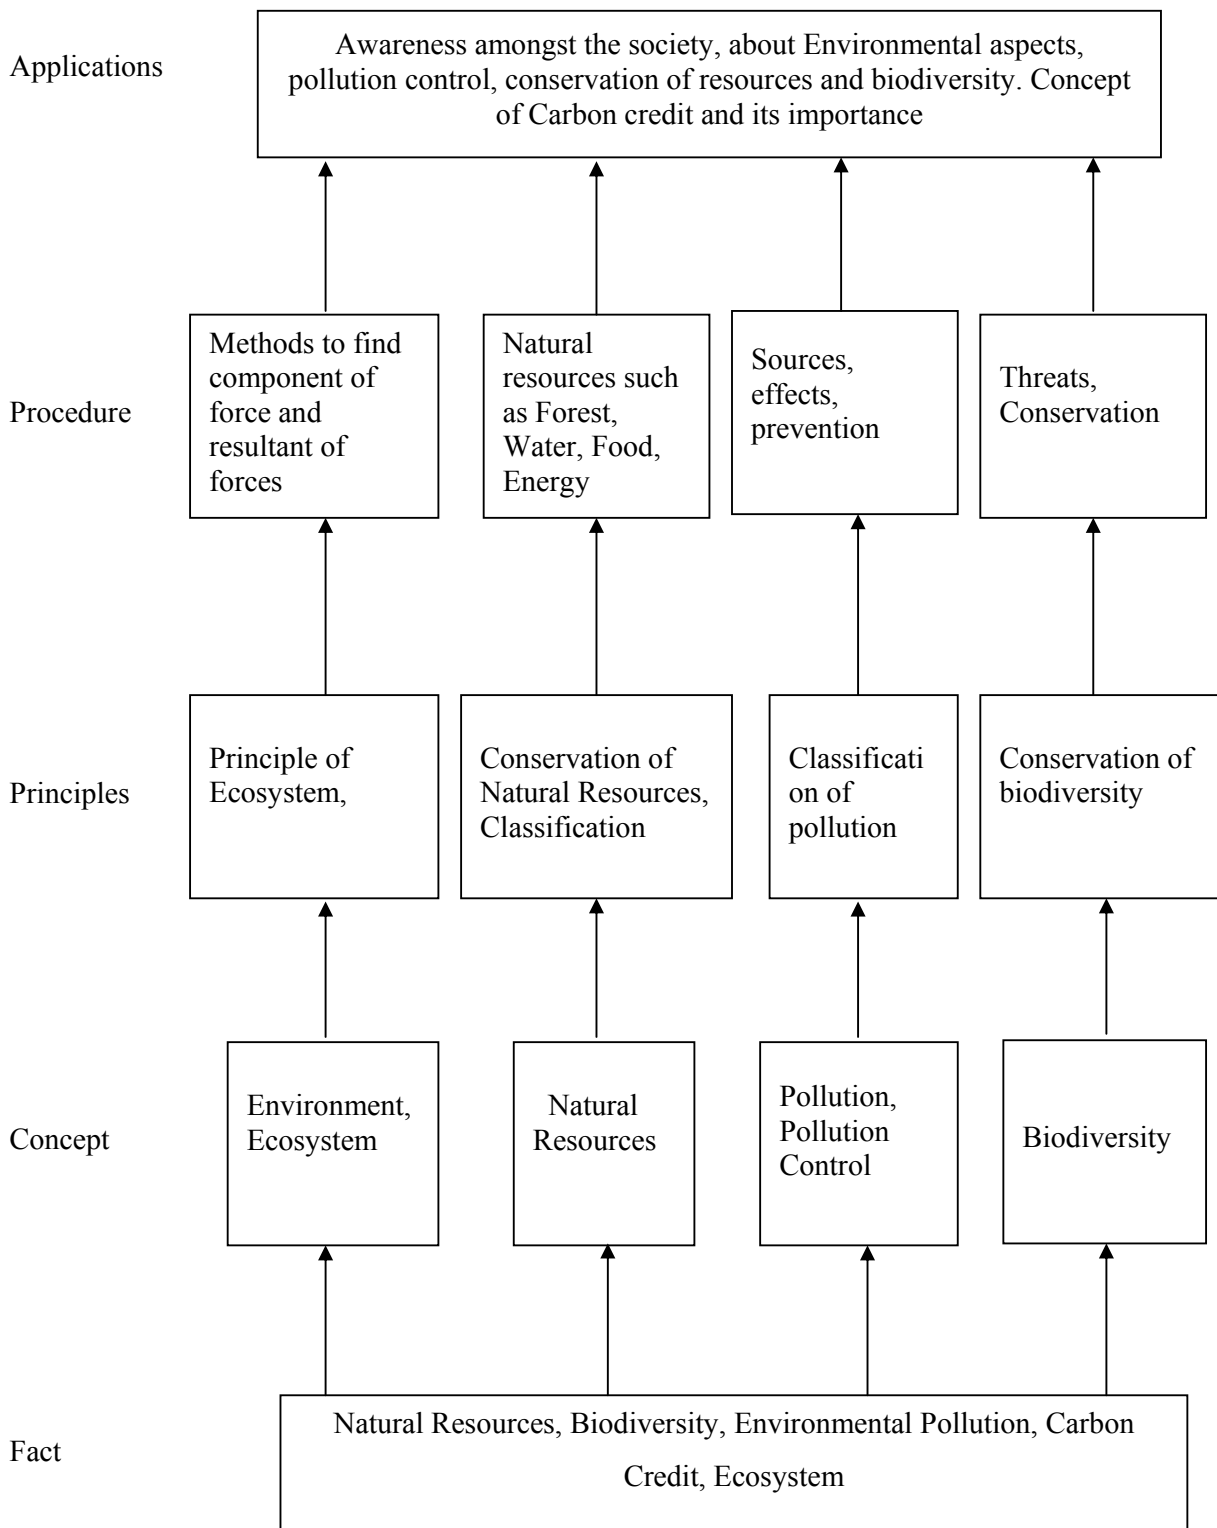 Applications
Awareness amongst the society, about Environmental aspects,
pollution control, conservation of resources and biodiversity. Concept
of Carbon credit and its importance
Procedure
Methods to find
component of
force and
resultant of
forces
Natural
resources such
as Forest,
Water, Food,
Energy
Sources,
effects,
prevention
Threats,
Conservation
Principles
Principle of
Ecosystem,
Conservation of
Natural Resources,
Classification
Classificati
on of
pollution
Conservation of
biodiversity
Concept
Environment,
Ecosystem
Natural
Resources
Pollution,
Pollution
Control
Biodiversity
Fact
Natural Resources, Biodiversity, Environmental Pollution, Carbon
Credit, Ecosystem